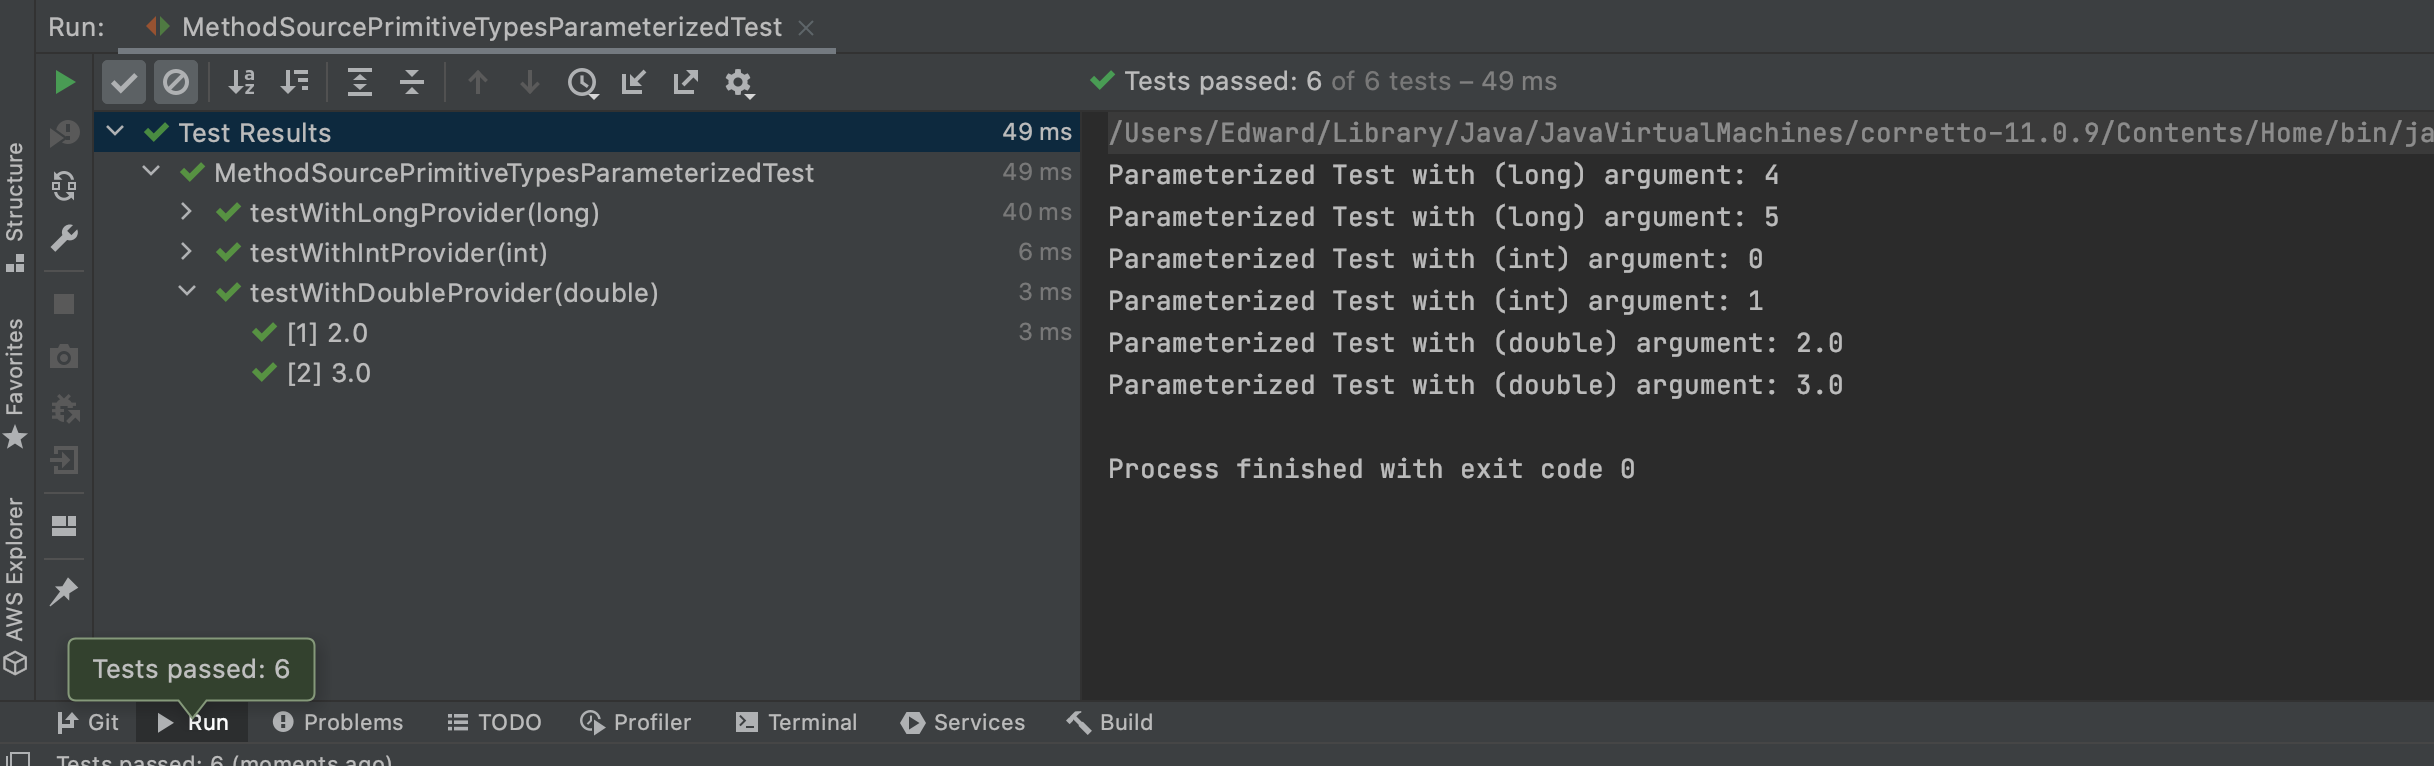 Run: MethodSourcePrimitiveTypesParameterizedTest
Tests passed: 6 of 6 tests – 49 ms
Test Results 49 ms
MethodSourcePrimitiveTypesParameterizedTest 49 ms
testWithLongProvider(long) 40 ms
testWithIntProvider(int) 6 ms
testWithDoubleProvider(double) 3 ms
[1] 2.0 3 ms
[2] 3.0
/Users/Edward/Library/Java/JavaVirtualMachines/corretto-11.0.9/Contents/Home/bin/ja
Parameterized Test with (long) argument: 4
Parameterized Test with (long) argument: 5
Parameterized Test with (int) argument: 0
Parameterized Test with (int) argument: 1
Parameterized Test with (double) argument: 2.0
Parameterized Test with (double) argument: 3.0
Process finished with exit code 0
Structure
Favorites
AWS Explorer
Tests passed: 6
Git Run Problems TODO Profiler Terminal Services Build
Tests passed: 6 (moments ago)